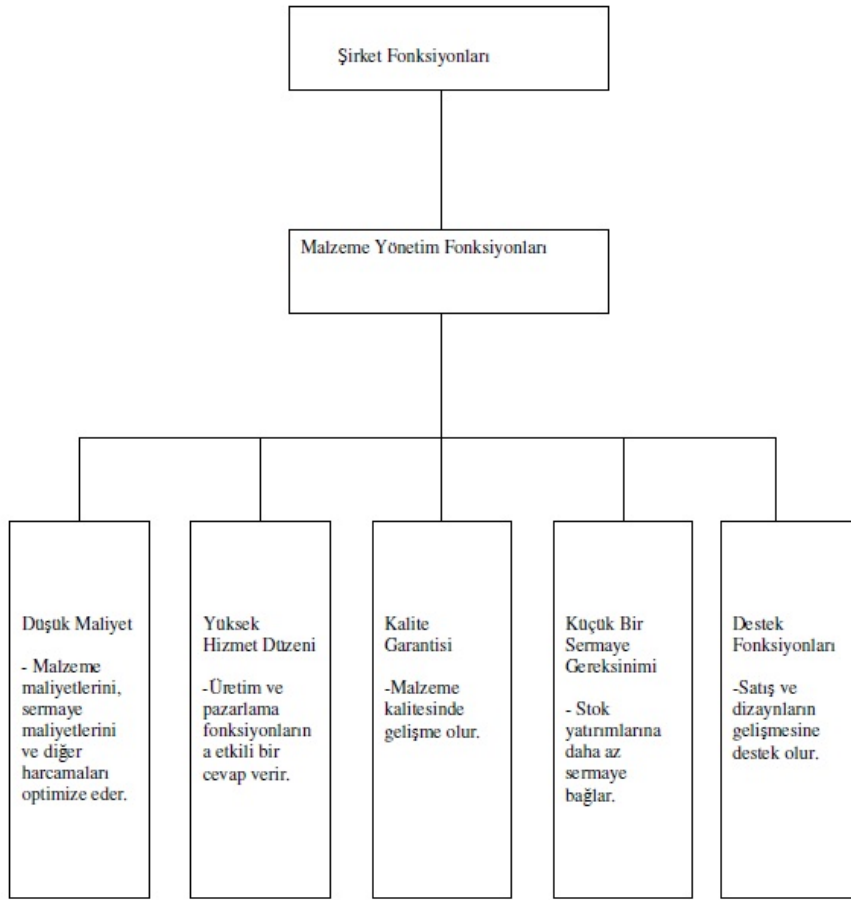 Şirket Fonksiyonları
Malzeme Yönetim Fonksiyonları
Düşük Maliyet
- Malzeme
maliyetlerini,
sermaye
maliyetlerini
ve diğer
harcamaları
optimize eder.
Yüksek
Hizmet Düzeni
-Üretim ve
pazarlama
fonksiyonların
a etkili bir
cevap verir.
Kalite
Garantisi
-Malzeme
kalitesinde
gelişme olur.
Küçük Bir
Sermaye
Gereksinimi
- Stok
yatırımlarına
daha az
sermaye
bağlar.
Destek
Fonksiyonları
-Satış ve
dizaynların
gelişmesine
destek olur.